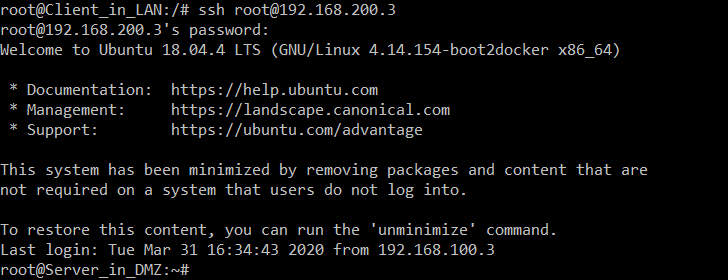 root@Client_in_LAN:/# ssh root@192.168.200.3
root@192.168.200.3's password:
Welcome to Ubuntu 18.04.4 LTS (GNU/Linux 4.14.154-boot2docker x86_64)
* Documentation:  https://help.ubuntu.com
* Management:     https://landscape.canonical.com
* Support:        https://ubuntu.com/advantage
This system has been minimized by removing packages and content that are
not required on a system that users do not log into.
To restore this content, you can run the 'unminimize' command.
Last login: Tue Mar 31 16:34:43 2020 from 192.168.100.3
root@Server_in_DMZ:~#